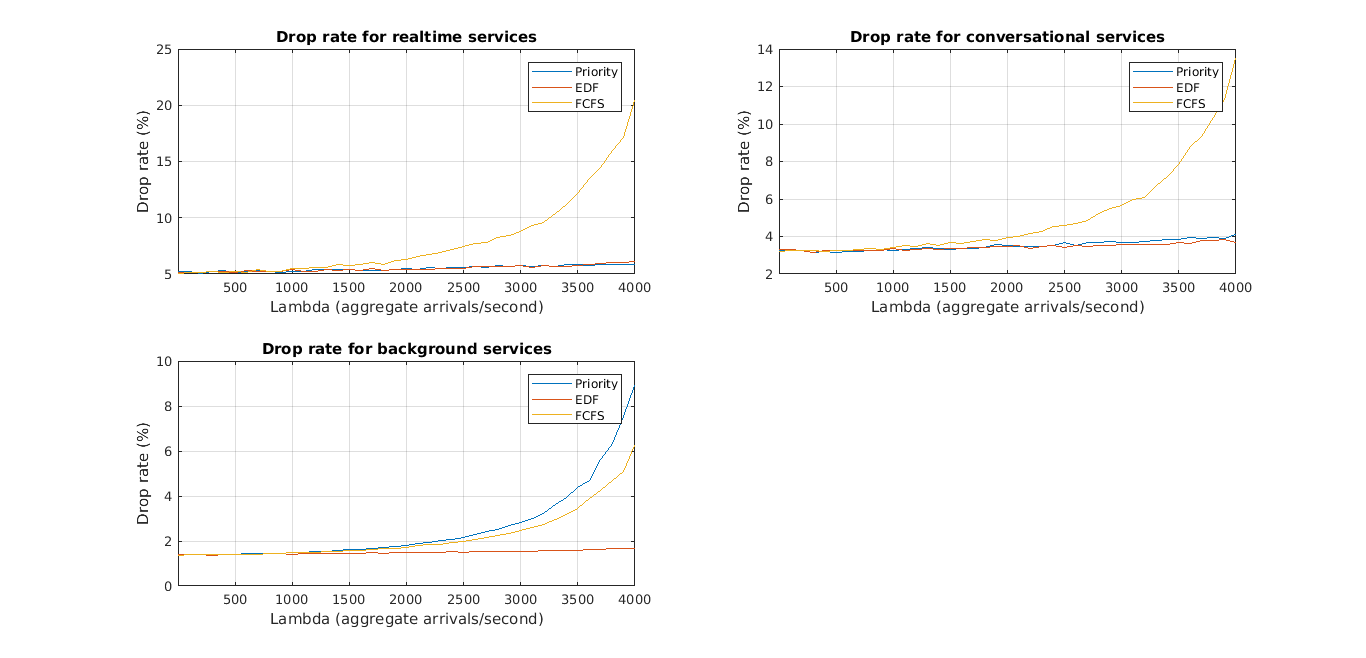 Drop rate for realtime services
25
20
15
10
5
Drop rate (%)
Priority
EDF
FCFS
500 1000 1500 2000 2500 3000 3500 4000
Lambda (aggregate arrivals/second)
Drop rate for conversational services
14
12
10
8
6
4
2
Drop rate (%)
Priority
EDF
FCFS
500 1000 1500 2000 2500 3000 3500 4000
Lambda (aggregate arrivals/second)
Drop rate for background services
10
8
6
4
2
0
Drop rate (%)
Priority
EDF
FCFS
500 1000 1500 2000 2500 3000 3500 4000
Lambda (aggregate arrivals/second)